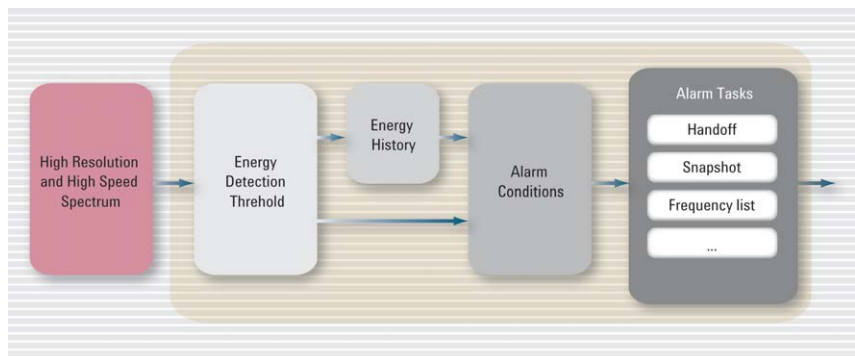 High Resolution
and High Speed
Spectrum
Energy
Detection
Threhold
Energy
History
Alarm
Conditions
Alarm Tasks
Handoff
Snapshot
Frequency list
...